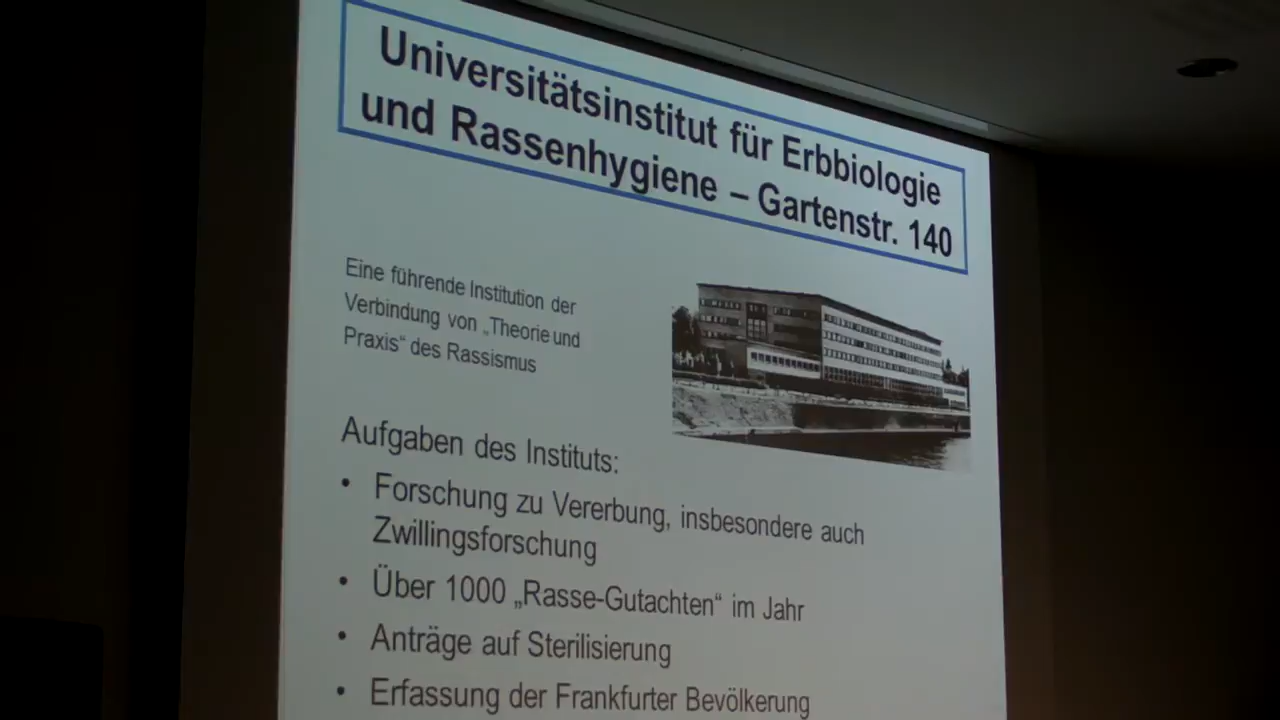 Universitätsinstitut für Erbbiologie
und Rassenhygiene – Gartenstr. 140
Eine führende Institution der
Verbindung von „Theorie und
Praxis“ des Rassismus
Aufgaben des Instituts:
• Forschung zu Vererbung, insbesondere auch
Zwillingsforschung
• Über 1000 „Rasse-Gutachten“ im Jahr
• Anträge auf Sterilisierung
• Erfassung der Frankfurter Bevölkerung